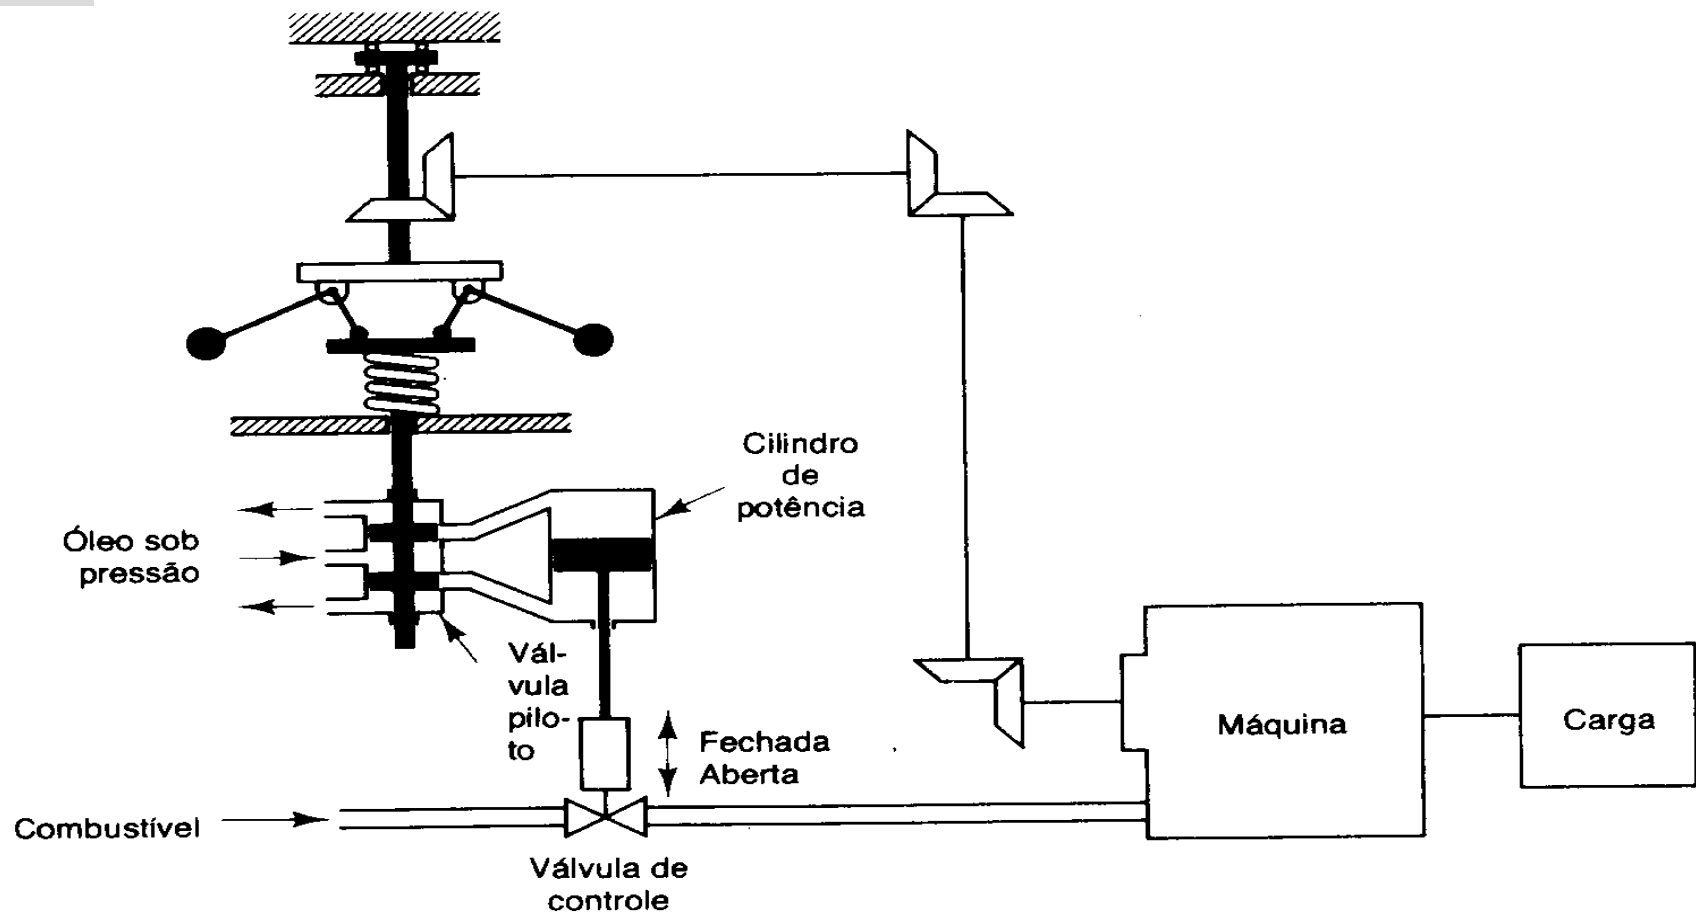 Cilindro
de
potência
Óleo sob
pressão
Vál-
vula
pilo-
to
Fechada
Aberta
Máquina
Carga
Combustível
Válvula de
controle